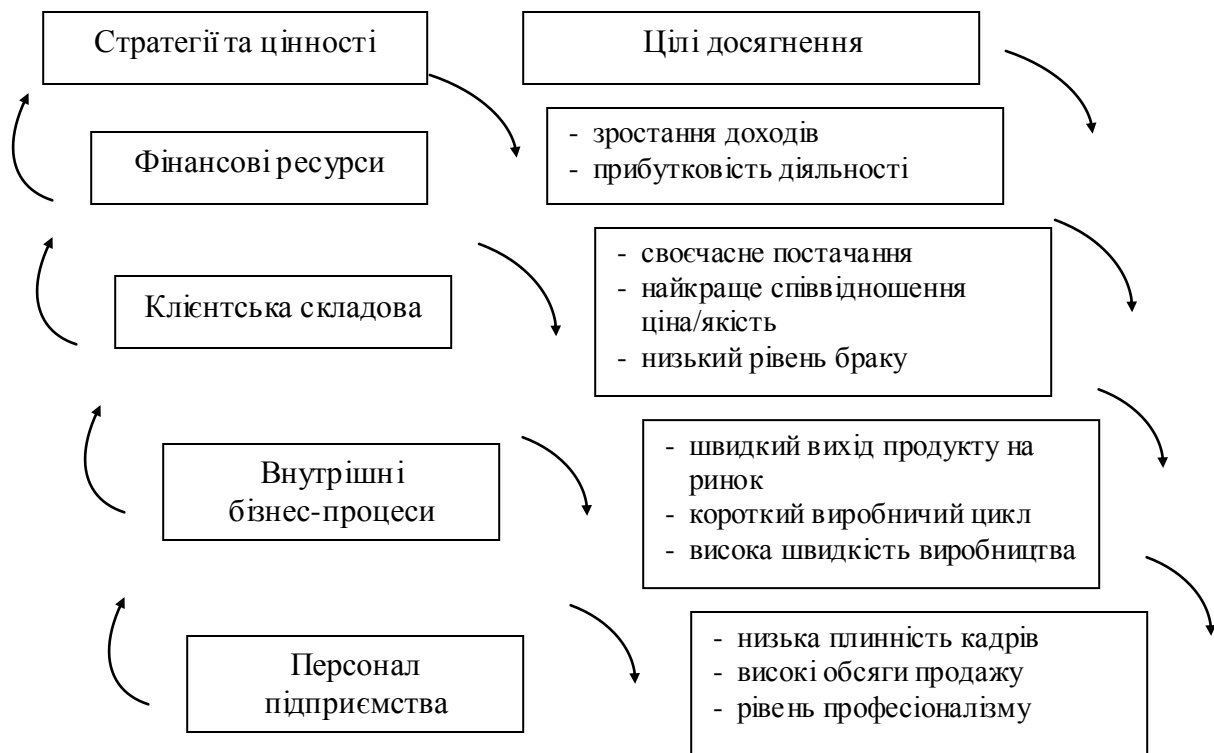 Стратегії та цінності
Цілі досягнення
Фінансові ресурси
- зростання доходів
- прибутковість діяльності
Клієнтська складова
- своєчасне постачання
- найкраще співвідношення
ціна/якість
- низький рівень браку
Внутрішні
бізнес-процеси
- швидкий вихід продукту на
ринок
- короткий виробничий цикл
- висока швидкість виробництва
Персонал
підприємства
- низька плинність кадрів
- високі обсяги продажу
- рівень професіоналізму